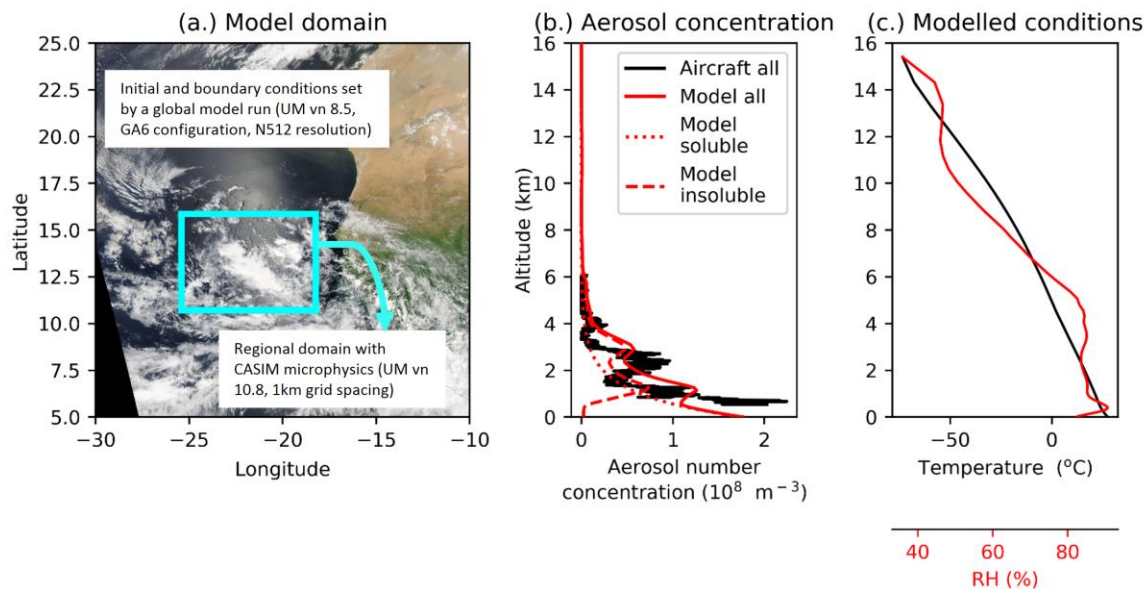 (a.) Model domain
25.0
22.5
20.0
17.5
15.0
12.5
10.0
7.5
5.0
Latitude
Initial and boundary conditions set
by a global model run (UM vn 8.5,
GA6 configuration, N512 resolution)
Regional domain with
CASIM microphysics (UM vn
10.8, 1km grid spacing)
−30
−25
−20
−15
−10
Longitude
(b.) Aerosol concentration
16
14
12
10
8
6
4
2
0
Altitude (km)
Aircraft all
Model all
Model
soluble
Model
insoluble
0
1
2
Aerosol number
concentration (10⁸ m⁻³)
(c.) Modelled conditions
16
14
12
10
8
6
4
2
0
−50
0
Temperature (°C)
40
60
80
RH (%)